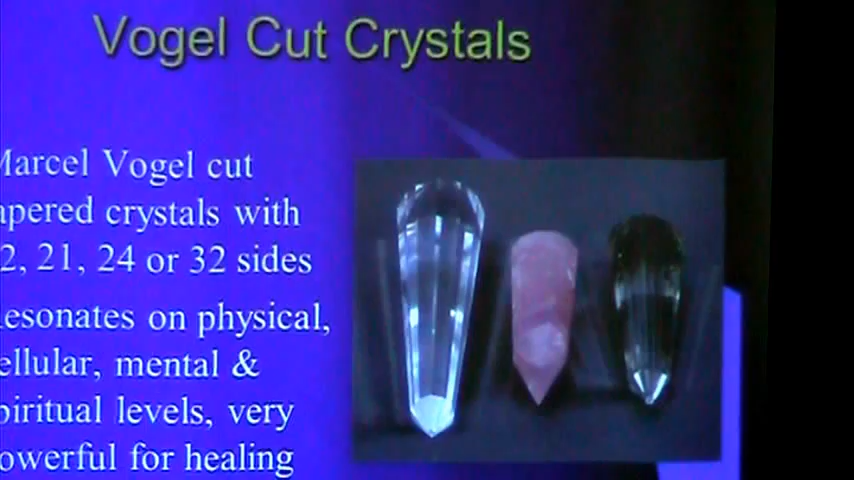 Vogel Cut Crystals
Marcel Vogel cut
apered crystals with
2, 21, 24 or 32 sides
esonates on physical,
ellular, mental &
piritual levels, very
owerful for healing